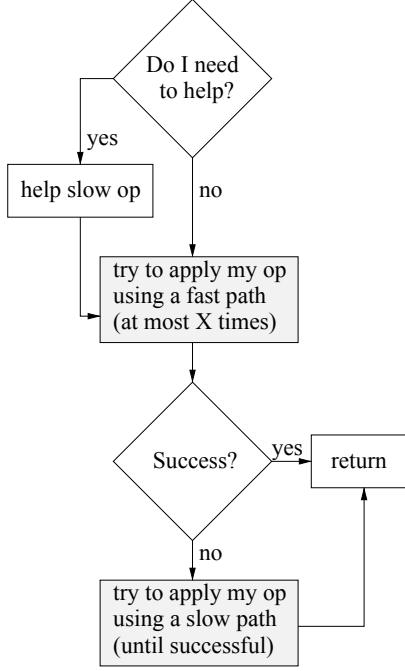 Do I need
to help?
yes
help slow op
no
try to apply my op
using a fast path
(at most X times)
Success?
yes
return
no
try to apply my op
using a slow path
(until successful)